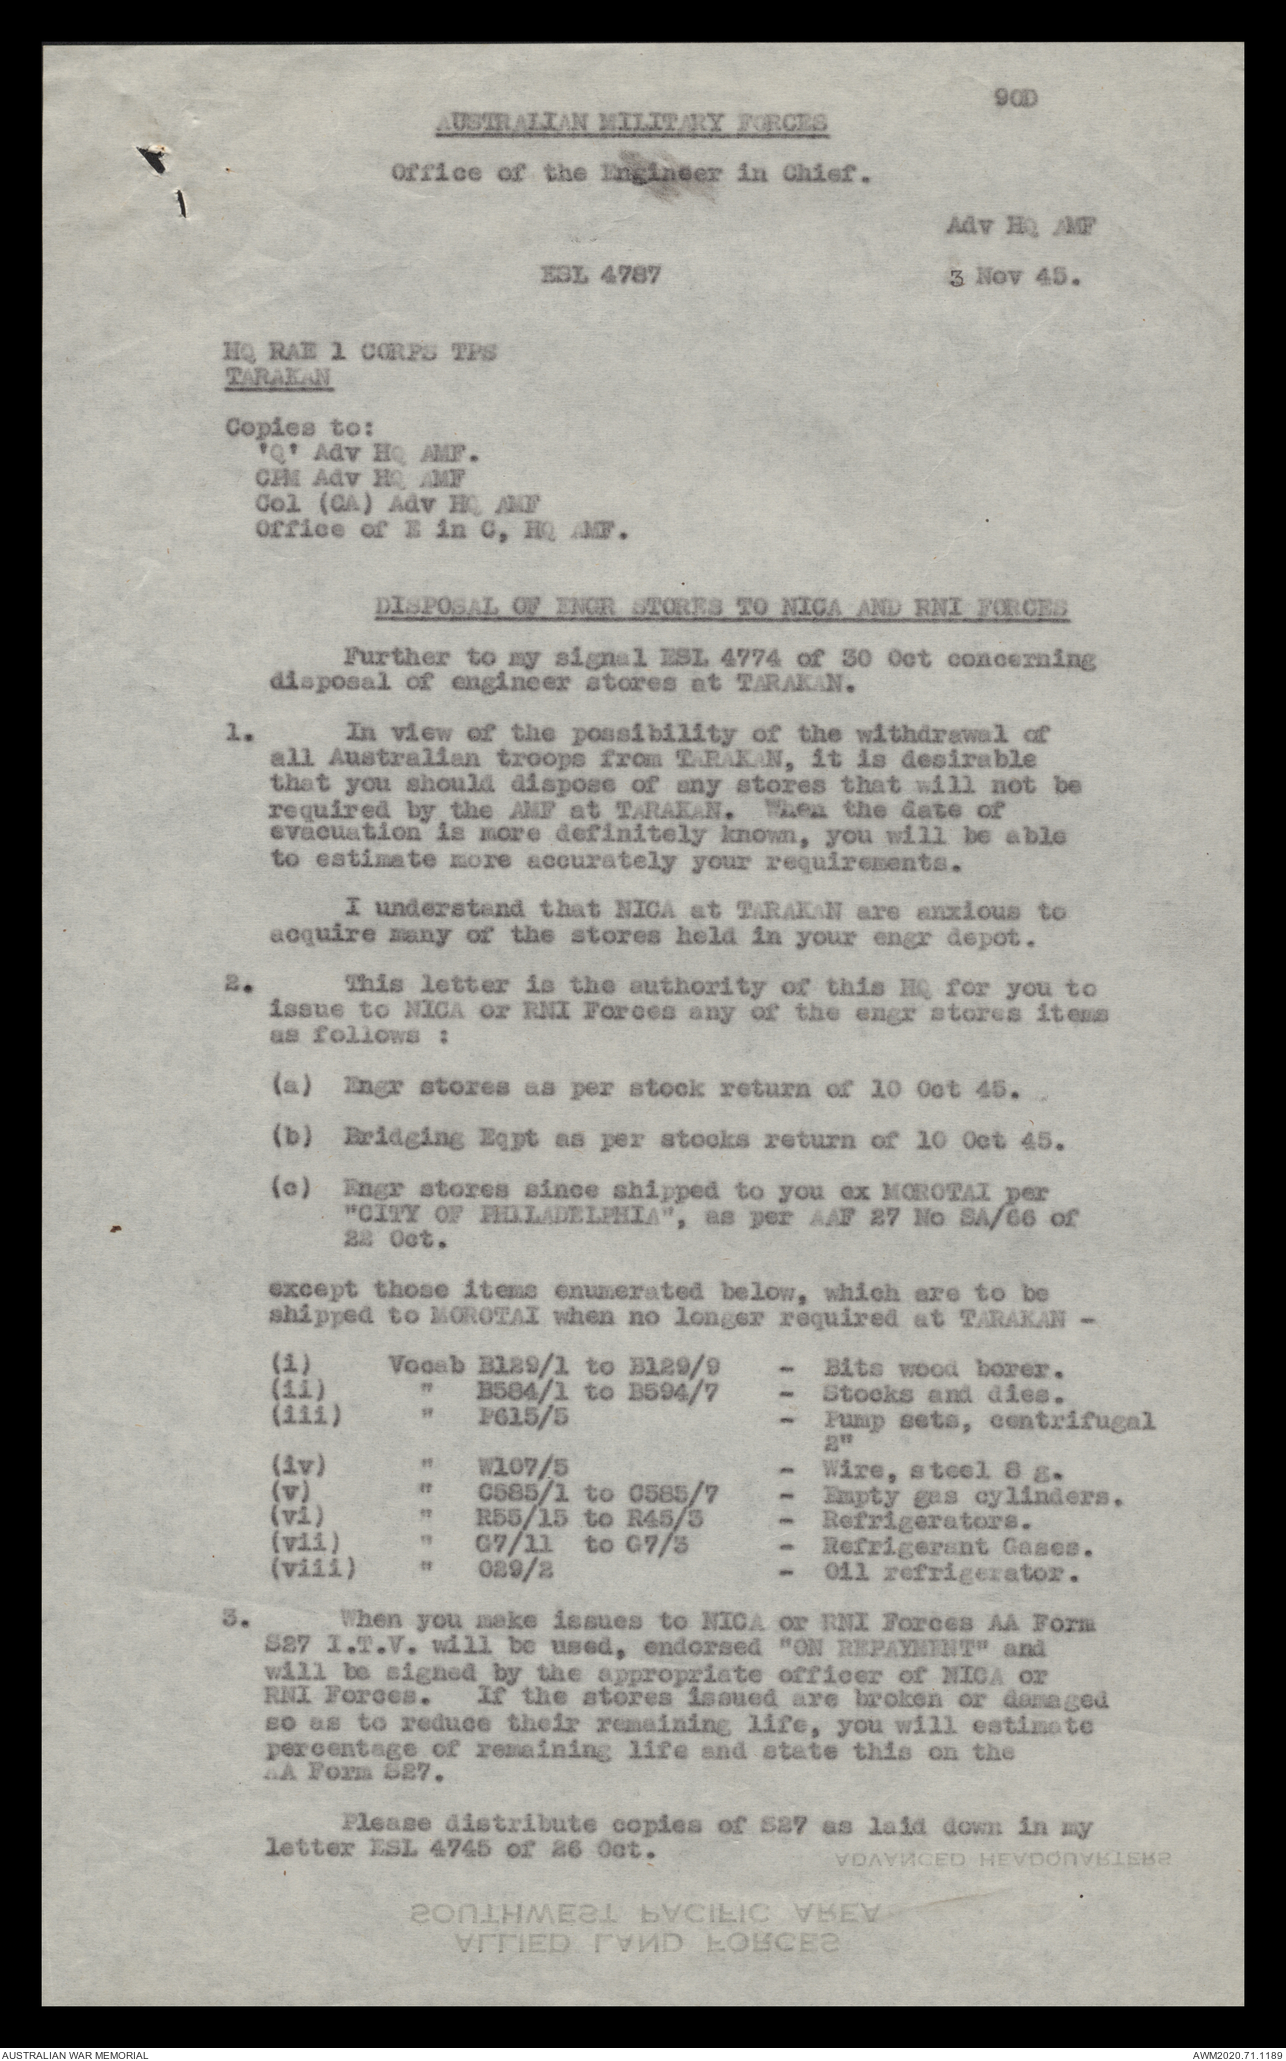 90D
AUSTRALIAN MILITARY FORCES
Office of the Engineer in Chief.
Adv HQ AMF
ESL 4787
3 Nov 45.
HQ RAE 1 CORPS TPS
TARAKAN
Copies to:
'Q' Adv HQ AMF.
CPM Adv HQ AMF
Col (CA) Adv HQ AMF
Office of E in C, HQ AMF.
DISPOSAL OF ENGR STORES TO NICA AND RNI FORCES
Further to my signal ESL 4774 of 30 Oct concerning
disposal of engineer stores at TARAKAN.
1. In view of the possibility of the withdrawal of
all Australian troops from TARAKAN, it is desirable
that you should dispose of any stores that will not be
required by the AMF at TARAKAN. When the date of
evacuation is more definitely known, you will be able
to estimate more accurately your requirements.
I understand that NICA at TARAKAN are anxious to
acquire many of the stores held in your engr depot.
2. This letter is the authority of this HQ for you to
issue to NICA or RNI Forces any of the engr stores items
as follows :
(a) Engr stores as per stock return of 10 Oct 45.
(b) Bridging Eqpt as per stocks return of 10 Oct 45.
(c) Engr stores since shipped to you ex MOROTAI per
"CITY OF PHILADELPHIA", as per AAF 27 No SA/66 of
22 Oct.
except those items enumerated below, which are to be
shipped to MOROTAI when no longer required at TARAKAN -
(i) Vocab B129/1 to B129/9 - Bits wood borer.
(ii) " B584/1 to B594/7 - Stocks and dies.
(iii) " P615/5 - Pump sets, centrifugal
2"
(iv) " W107/5 - Wire, steel 8 g.
(v) " C585/1 to C585/7 - Empty gas cylinders.
(vi) " R55/15 to R45/3 - Refrigerators.
(vii) " G7/11 to G7/3 - Refrigerant Gases.
(viii) " O29/2 - Oil refrigerator.
3. When you make issues to NICA or RNI Forces AA Form
S27 I.T.V. will be used, endorsed "ON REPAYMENT" and
will be signed by the appropriate officer of NICA or
RNI Forces. If the stores issued are broken or damaged
so as to reduce their remaining life, you will estimate
percentage of remaining life and state this on the
AA Form S27.
Please distribute copies of S27 as laid down in my
letter ESL 4745 of 26 Oct.
ADVANCED HEADQUARTERS
SOUTHWEST PACIFIC AREA
ALLIED LAND FORCES
AUSTRALIAN WAR MEMORIAL
AWM2020.71.1189